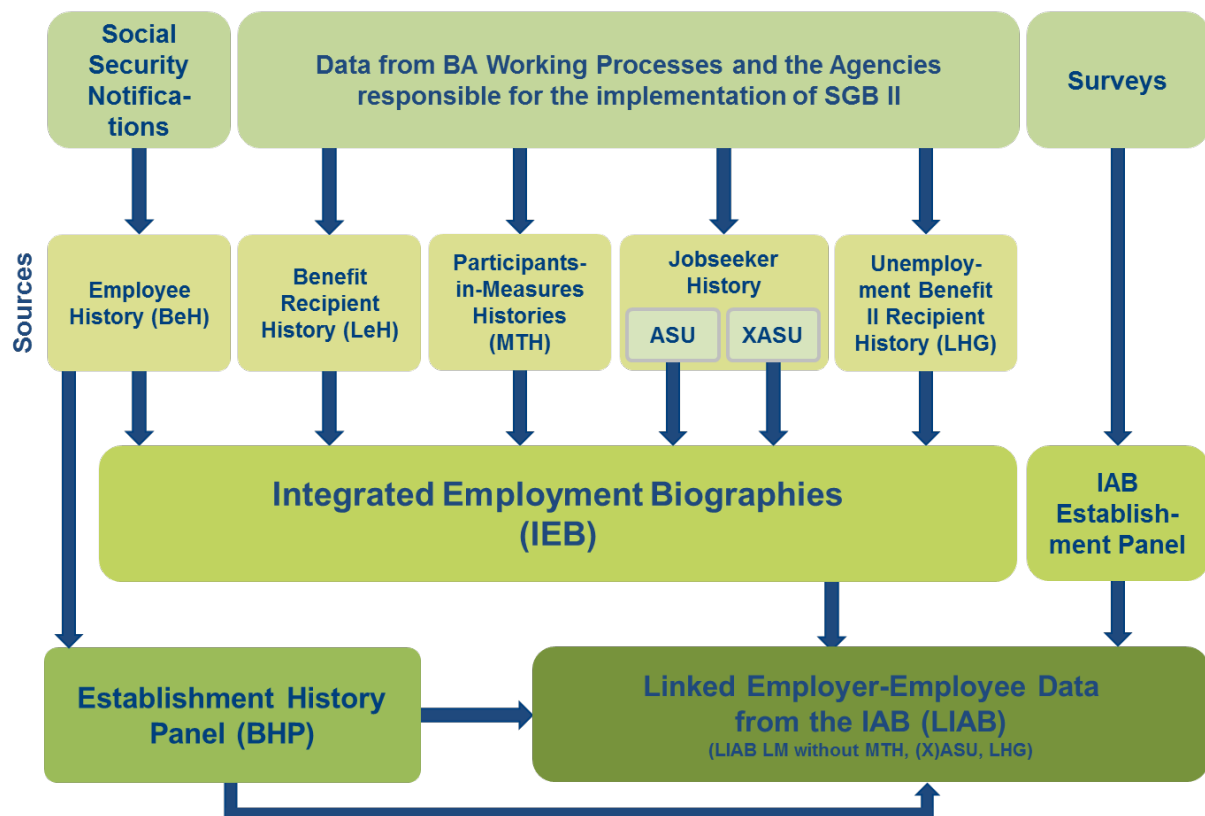 Social
Security
Notifica-
tions
Data from BA Working Processes and the Agencies
responsible for the implementation of SGB II
Surveys
Sources
Employee
History (BeH)
Benefit
Recipient
History (LeH)
Participants-
in-Measures
Histories
(MTH)
Jobseeker
History
ASU
XASU
Unemploy-
ment Benefit
II Recipient
History (LHG)
Integrated Employment Biographies
(IEB)
IAB
Establish-
ment Panel
Establishment History
Panel (BHP)
Linked Employer-Employee Data
from the IAB (LIAB)
(LIAB LM without MTH, (X)ASU, LHG)